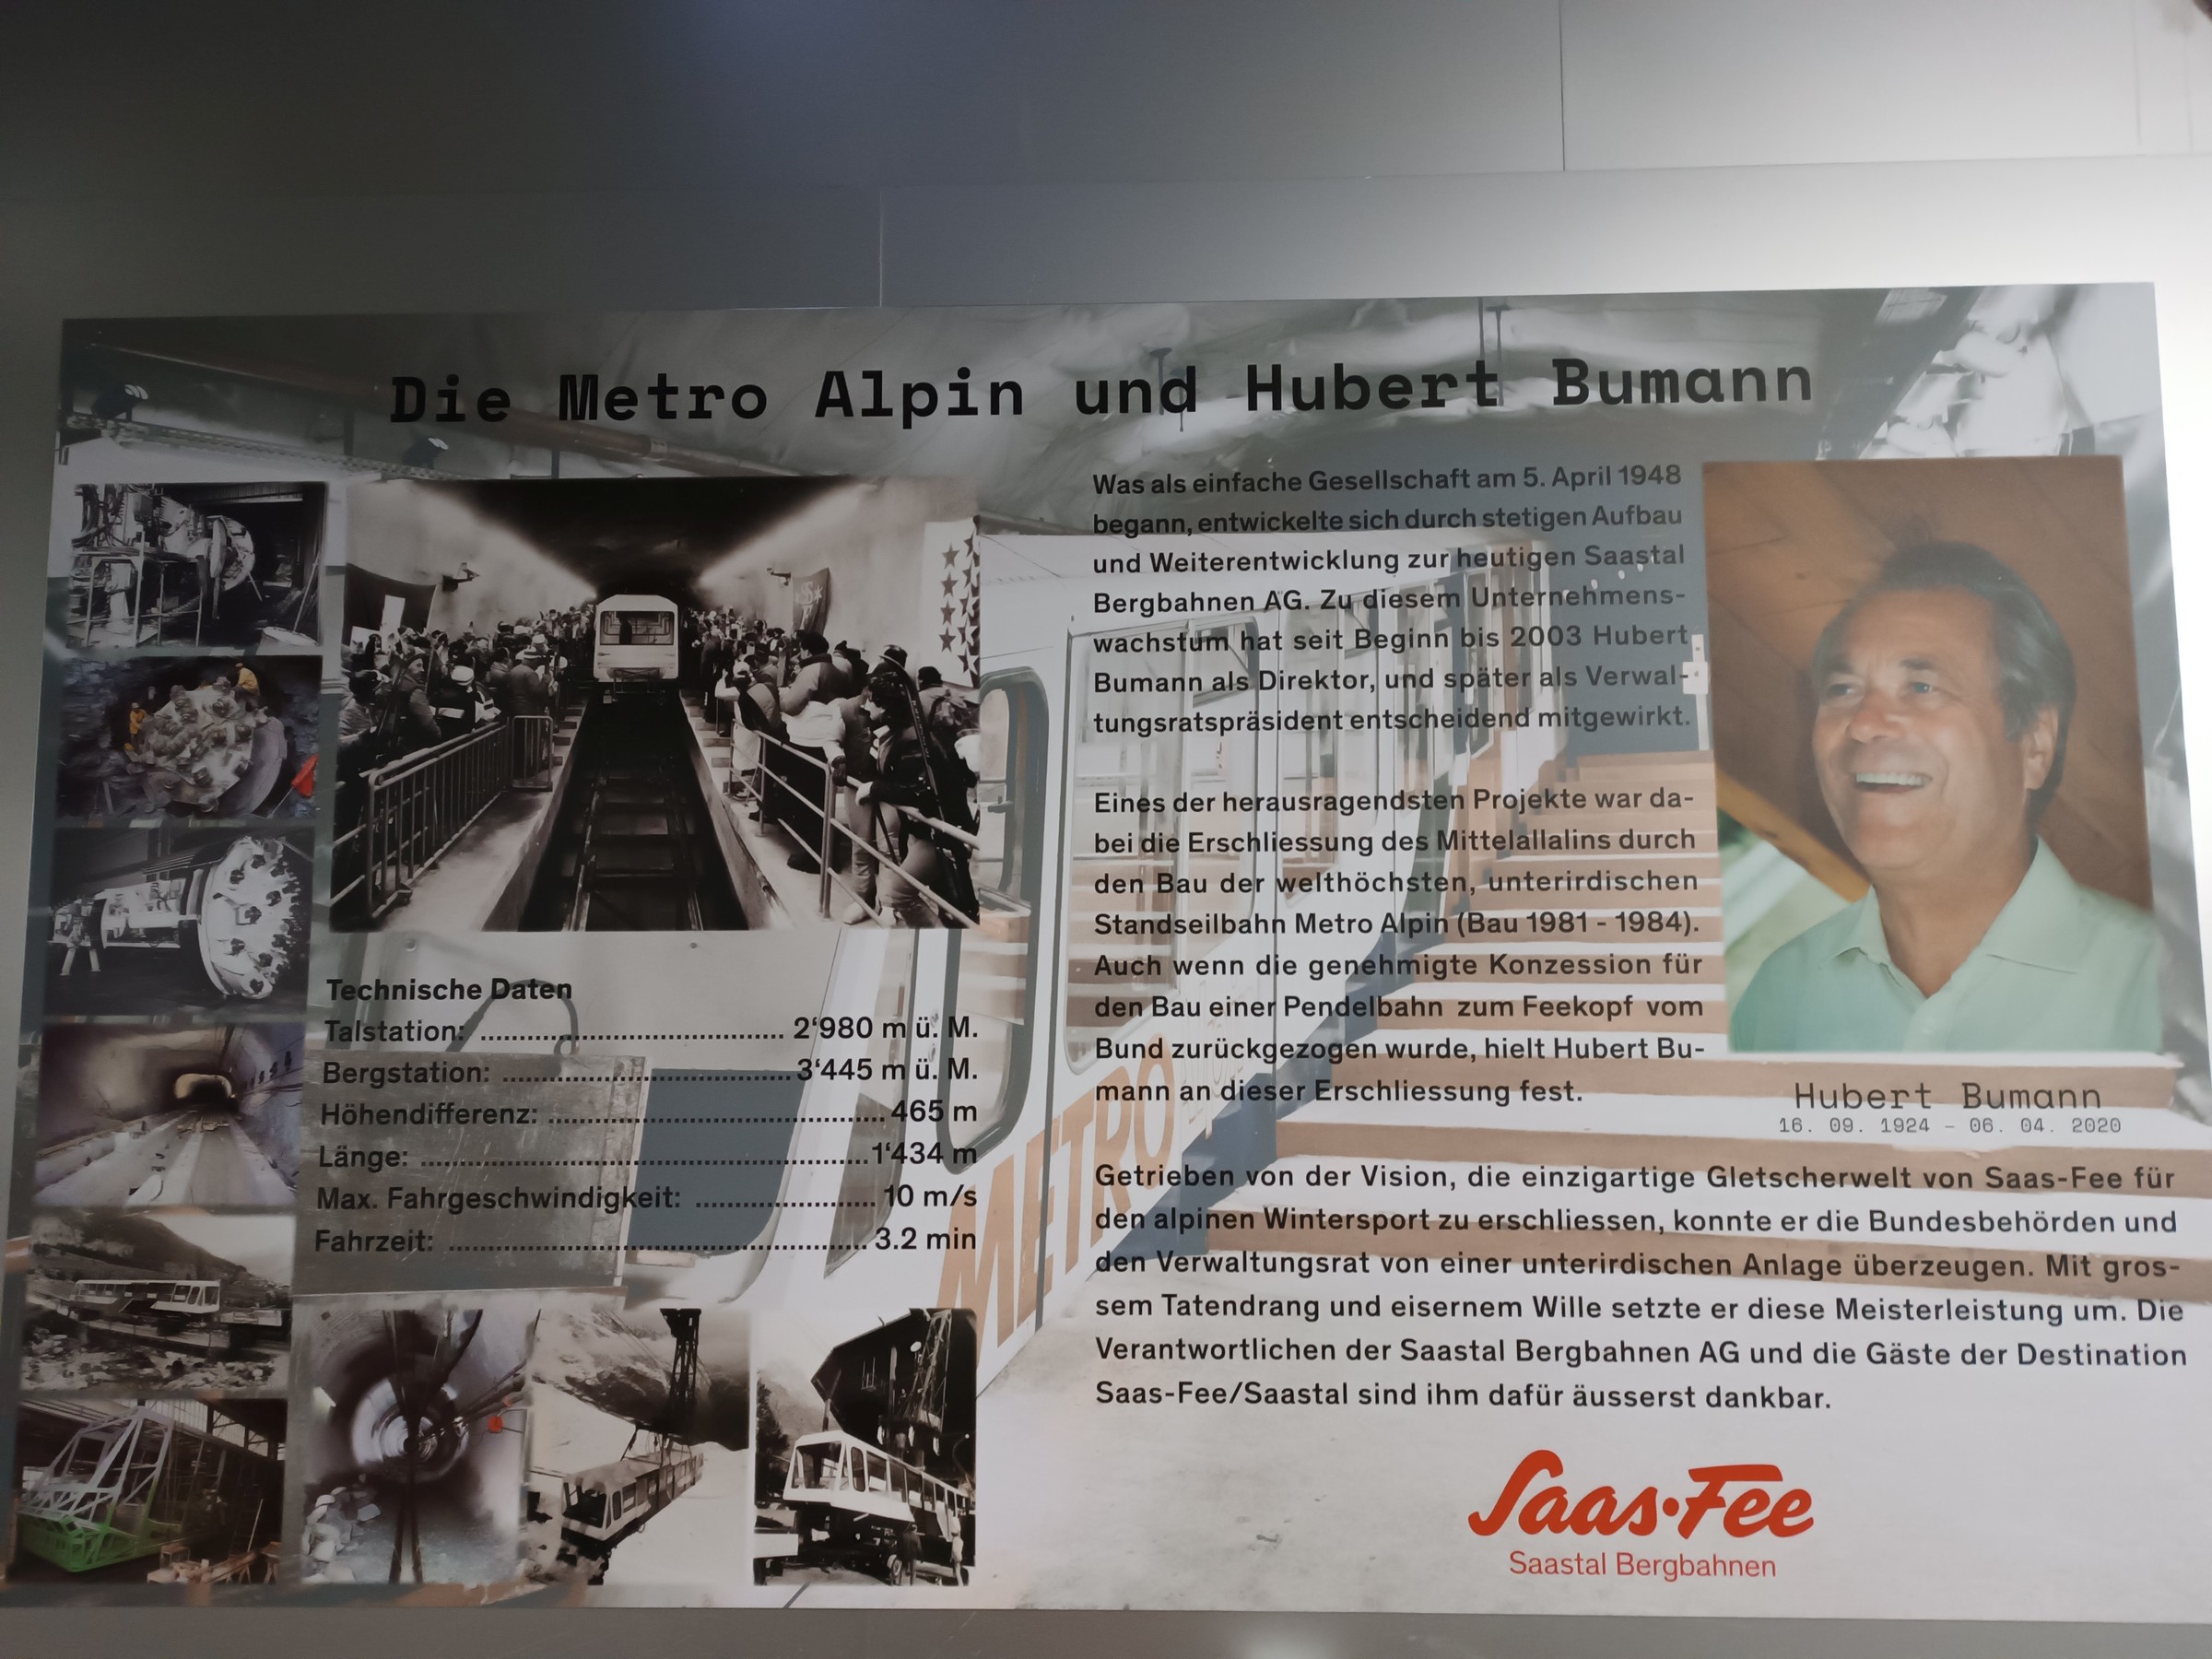 Die Metro Alpin und Hubert Bumann
Technische Daten
Talstation: ........................................ 2‘980 m ü. M.
Bergstation: ......................................3‘445 m ü. M.
Höhendifferenz: ............................................ 465 m
Länge: ...........................................................1‘434 m
Max. Fahrgeschwindigkeit: ........................ 10 m/s
Fahrzeit: ....................................................... 3.2 min
METRO
Was als einfache Gesellschaft am 5. April 1948
begann, entwickelte sich durch stetigen Aufbau
und Weiterentwicklung zur heutigen Saastal
Bergbahnen AG. Zu diesem Unternehmens-
wachstum hat seit Beginn bis 2003 Hubert
Bumann als Direktor, und später als Verwal-
tungsratspräsident entscheidend mitgewirkt.
Eines der herausragendsten Projekte war da-
bei die Erschliessung des Mittelallalins durch
den Bau der welthöchsten, unterirdischen
Standseilbahn Metro Alpin (Bau 1981 - 1984).
Auch wenn die genehmigte Konzession für
den Bau einer Pendelbahn zum Feekopf vom
Bund zurückgezogen wurde, hielt Hubert Bu-
mann an dieser Erschliessung fest.
Hubert Bumann
16. 09. 1924 – 06. 04. 2020
Getrieben von der Vision, die einzigartige Gletscherwelt von Saas-Fee für
den alpinen Wintersport zu erschliessen, konnte er die Bundesbehörden und
den Verwaltungsrat von einer unterirdischen Anlage überzeugen. Mit gros-
sem Tatendrang und eisernem Wille setzte er diese Meisterleistung um. Die
Verantwortlichen der Saastal Bergbahnen AG und die Gäste der Destination
Saas-Fee/Saastal sind ihm dafür äusserst dankbar.
Saas·Fee
Saastal Bergbahnen